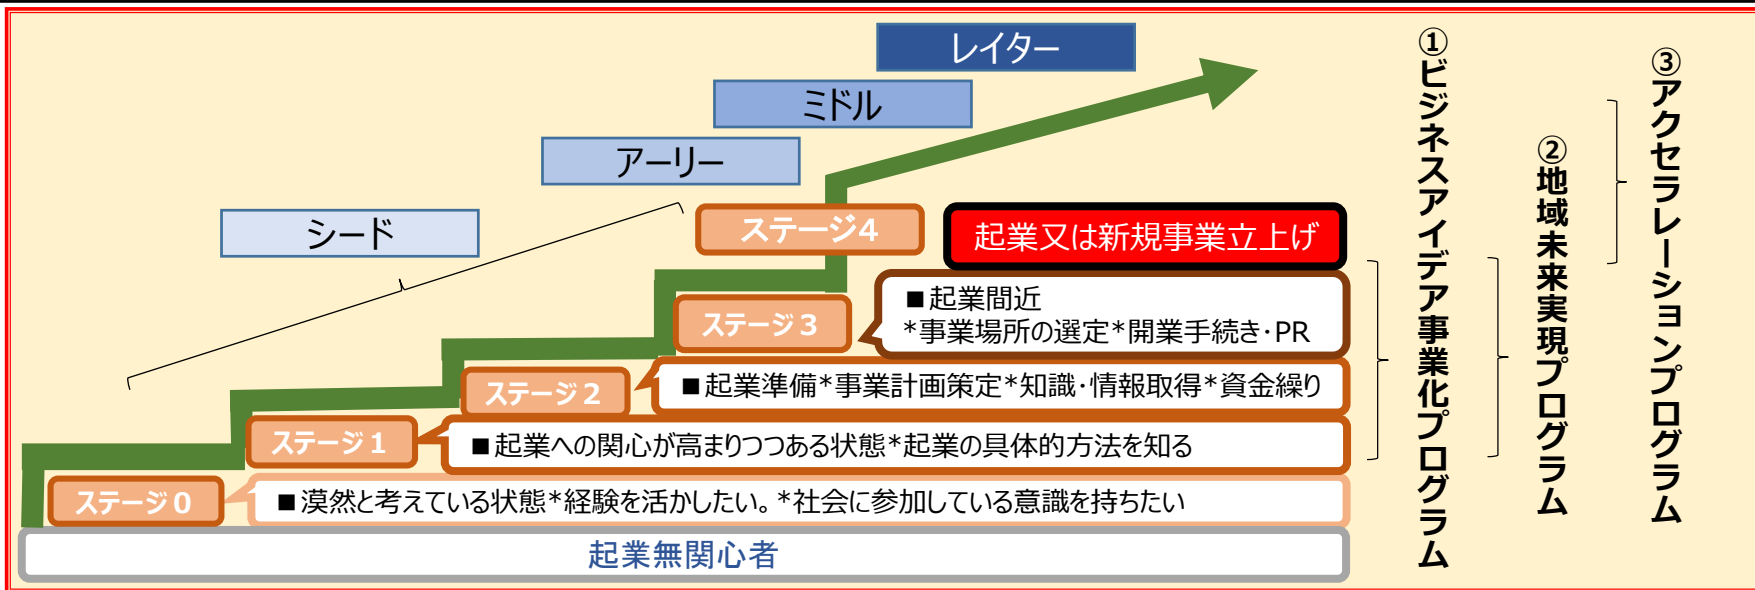 レイター
ミドル
アーリー
シード
ステージ4
起業又は新規事業立上げ
ステージ３
■起業間近
*事業場所の選定*開業手続き・PR
ステージ２
■起業準備*事業計画策定*知識・情報取得*資金繰り
ステージ１
■起業への関心が高まりつつある状態*起業の具体的方法を知る
ステージ０
■漠然と考えている状態*経験を活かしたい。*社会に参加している意識を持ちたい
起業無関心者
①ビジネスアイデア事業化プログラム
②地域未来実現プログラム
③アクセラレーションプログラム